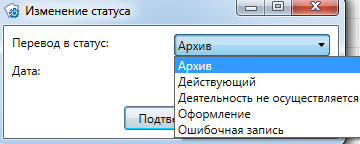 Изменение статуса
Перевод в статус:
Архив
Архив
Дата:
Действующий
Деятельность не осуществляется
Оформление
Ошибочная запись